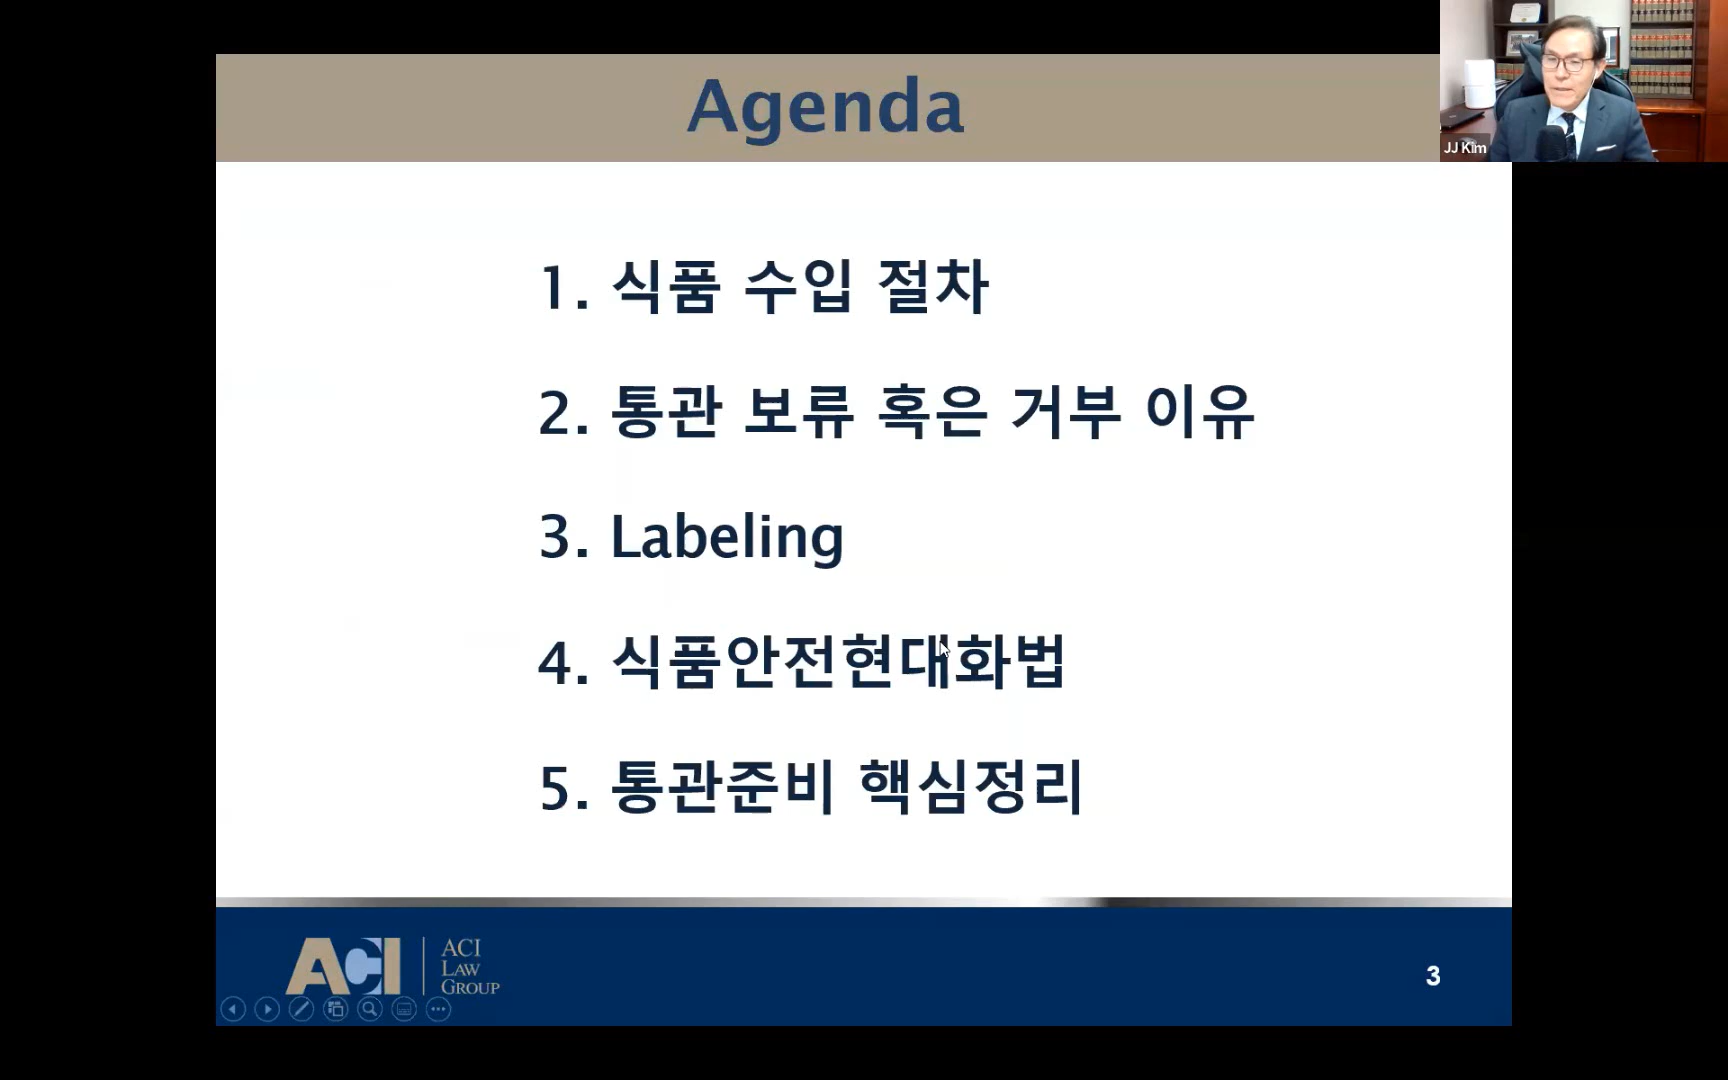 Agenda
JJ Kim
1. 식품 수입 절차
2. 통관 보류 혹은 거부 이유
3. Labeling
4. 식품안전현대화법
5. 통관준비 핵심정리
ACI
ACI
LAW
GROUP
3